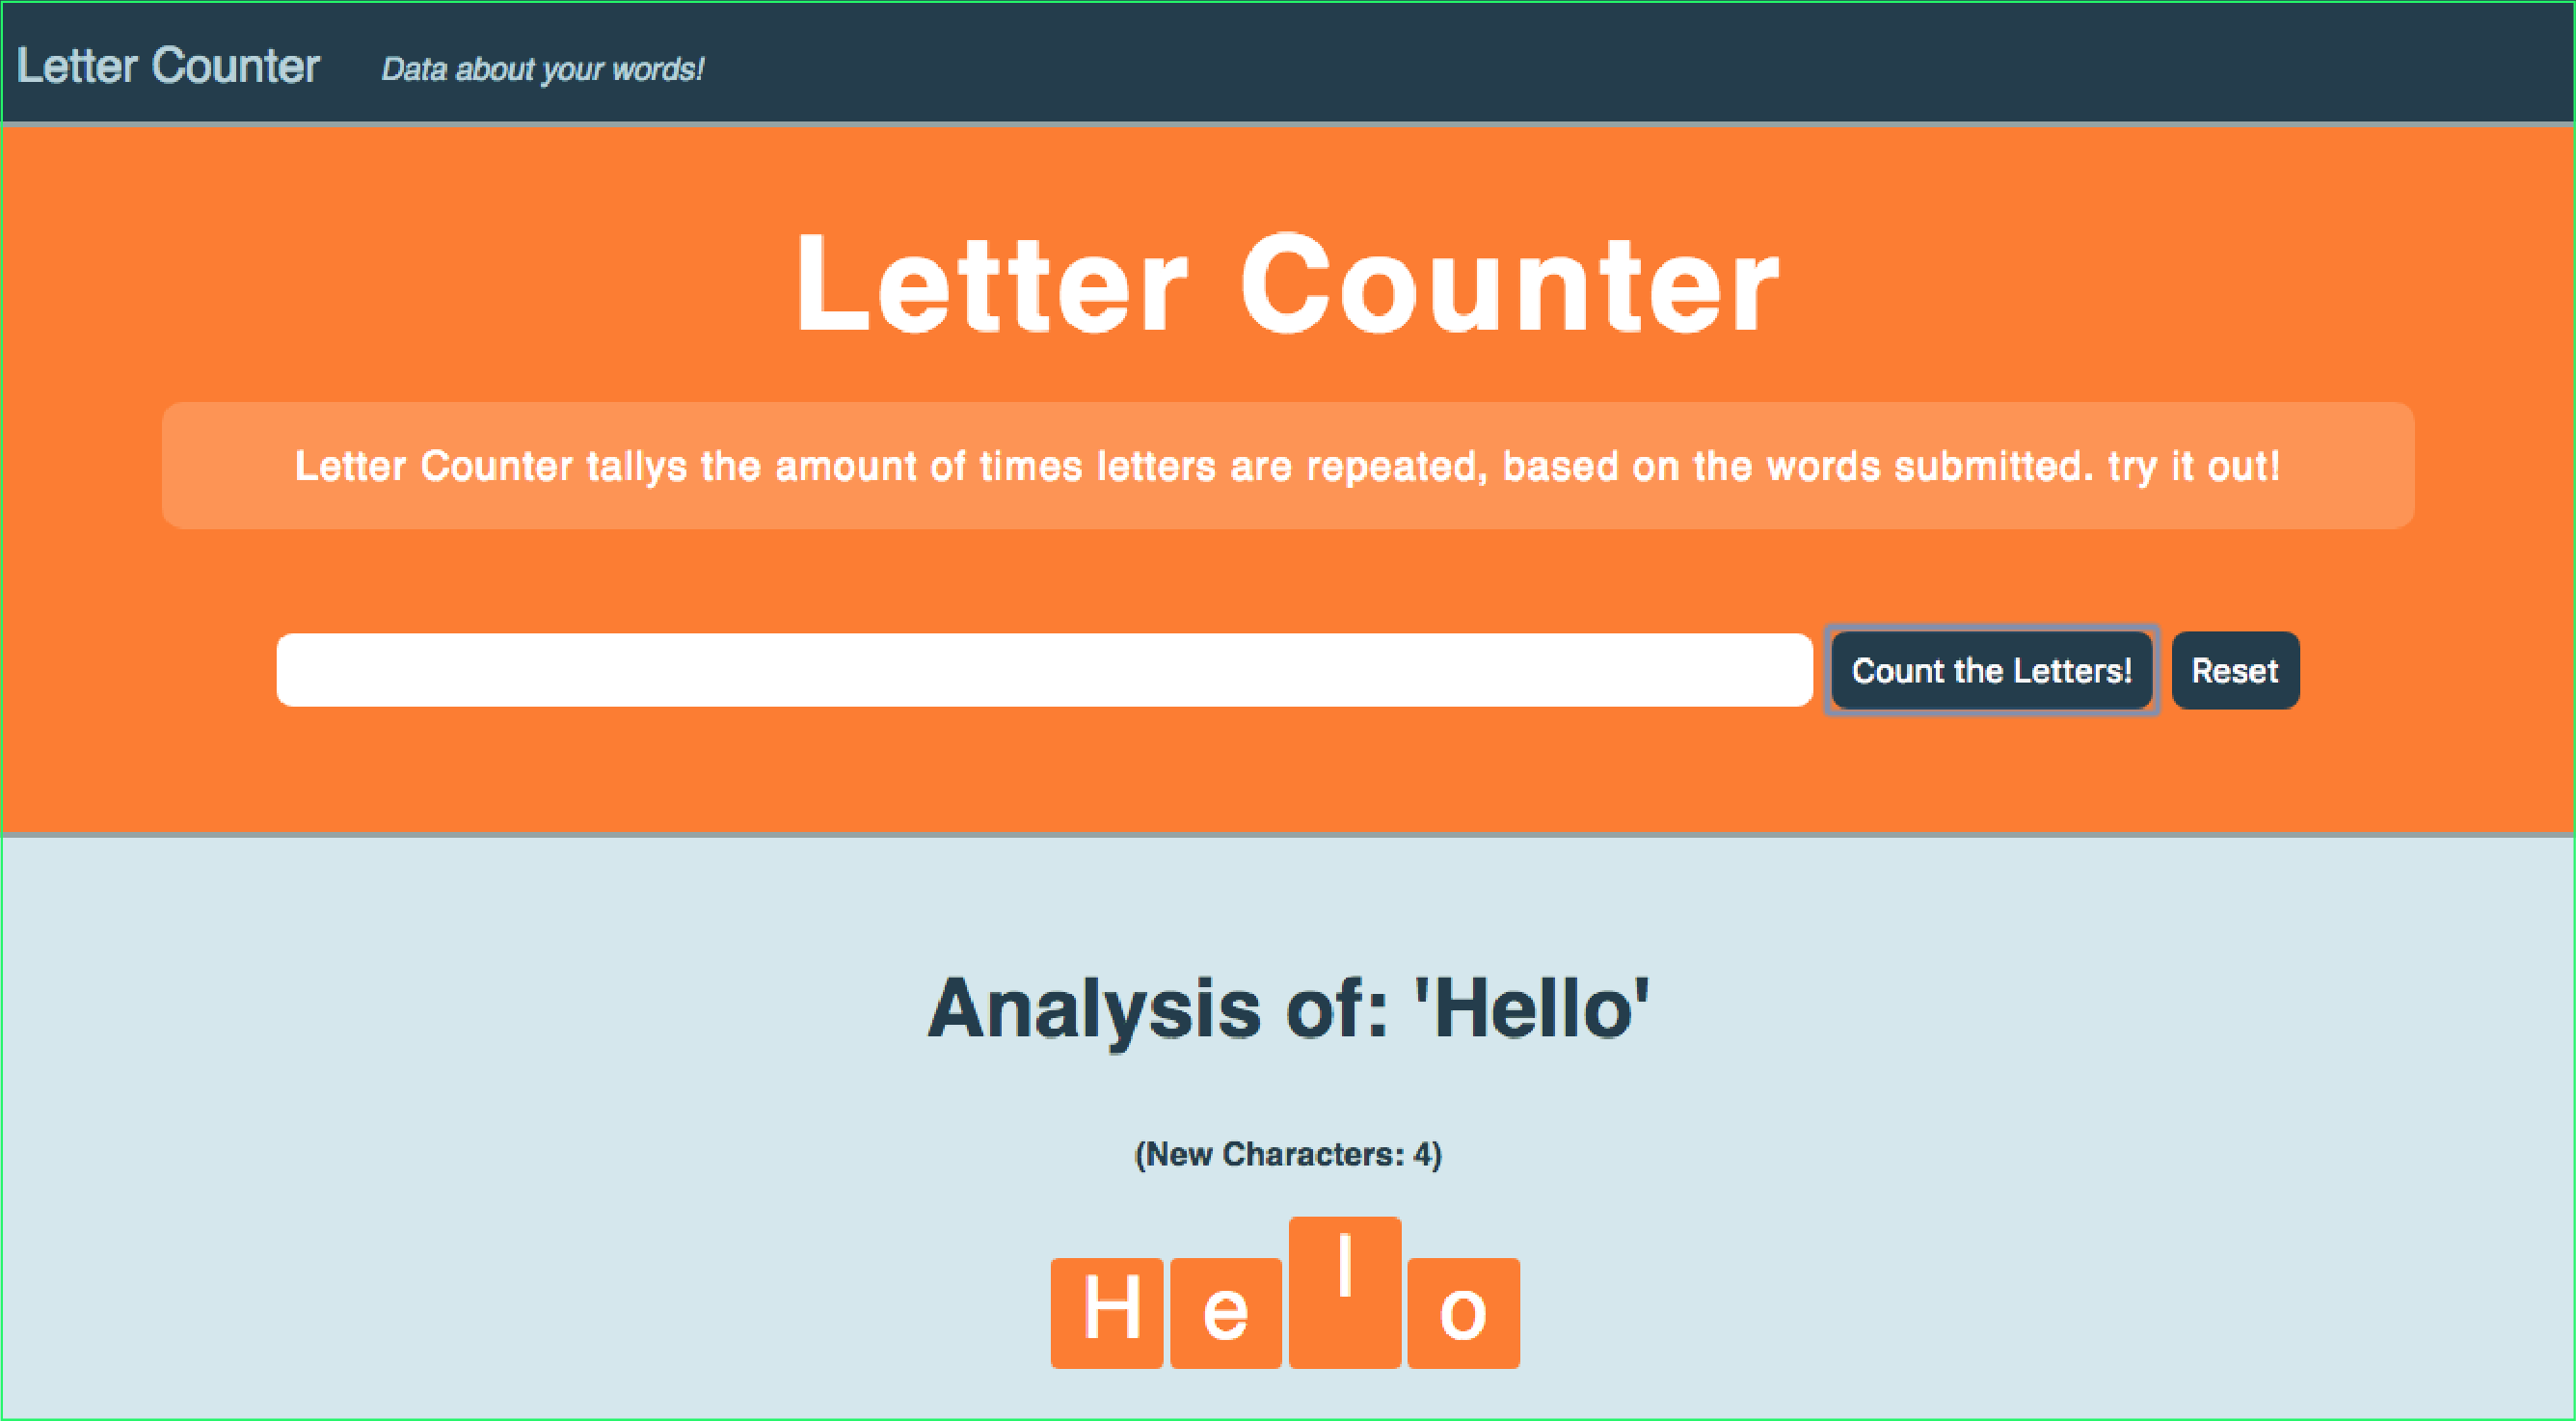 Letter Counter Data about your words!
Letter Counter
Letter Counter tallys the amount of times letters are repeated, based on the words submitted. try it out!
Count the Letters! Reset
Analysis of: 'Hello'
(New Characters: 4)
H e l o